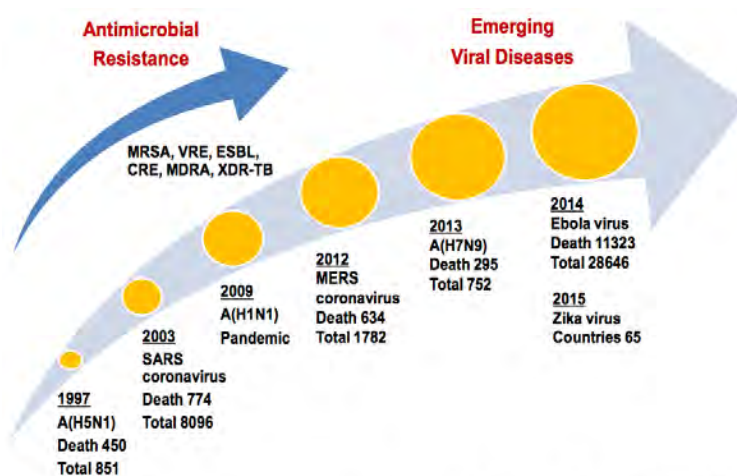 Antimicrobial
Resistance
Emerging
Viral Diseases
MRSA, VRE, ESBL,
CRE, MDRA, XDR-TB
1997
A(H5N1)
Death 450
Total 851
2003
SARS
coronavirus
Death 774
Total 8096
2009
A(H1N1)
Pandemic
2012
MERS
coronavirus
Death 634
Total 1782
2013
A(H7N9)
Death 295
Total 752
2014
Ebola virus
Death 11323
Total 28646
2015
Zika virus
Countries 65